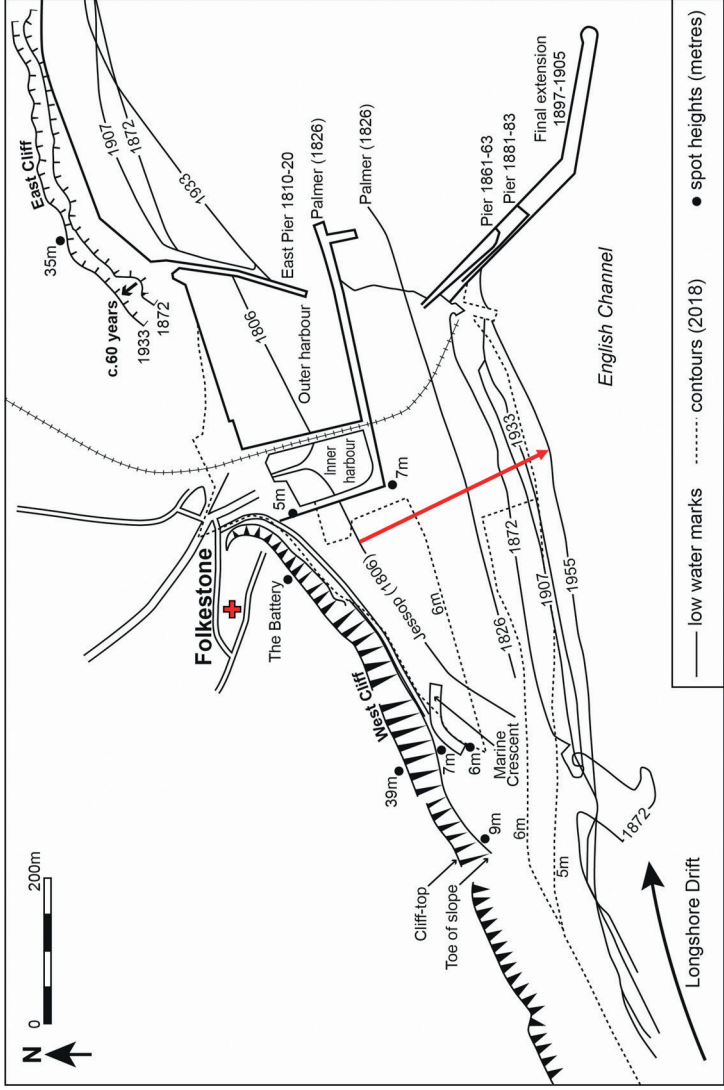 N
0
200m
Folkestone
The Battery
West Cliff
39m
Cliff-top
Toe of slope
9m
7m
6m
Marine
Crescent
6m
5m
6m
Longshore Drift
1872
Jessop (1806)
1826
1872
1907
1933
1955
5m
7m
Inner
harbour
Outer harbour
1806
East Cliff
35m
c.60 years
1933
1872
1907
1872
1933
East Pier 1810-20
Palmer (1826)
Palmer (1826)
Pier 1861-63
Pier 1881-83
Final extension
1897-1905
English Channel
low water marks
contours (2018)
spot heights (metres)